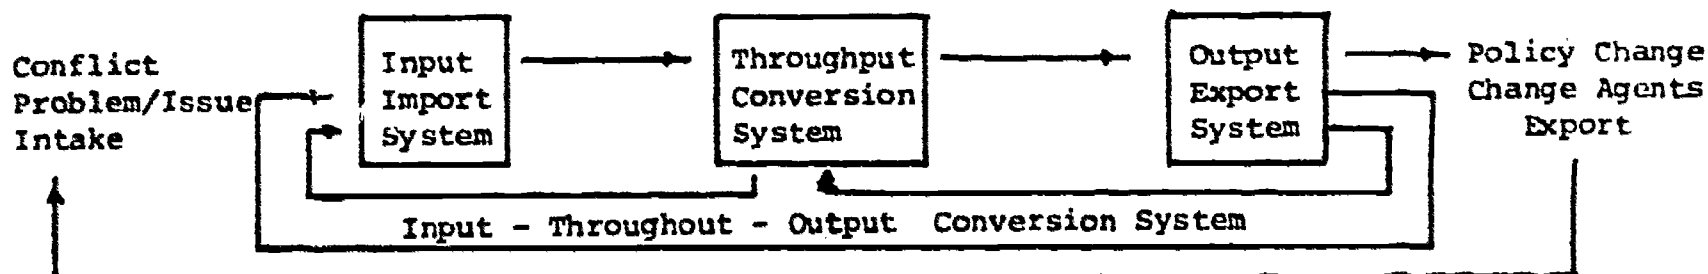 Conflict
Problem/Issue
Intake
Input
Import
System
Throughput
Conversion
System
Output
Export
System
Policy Change
Change Agents
Export
Input - Throughout - Output Conversion System